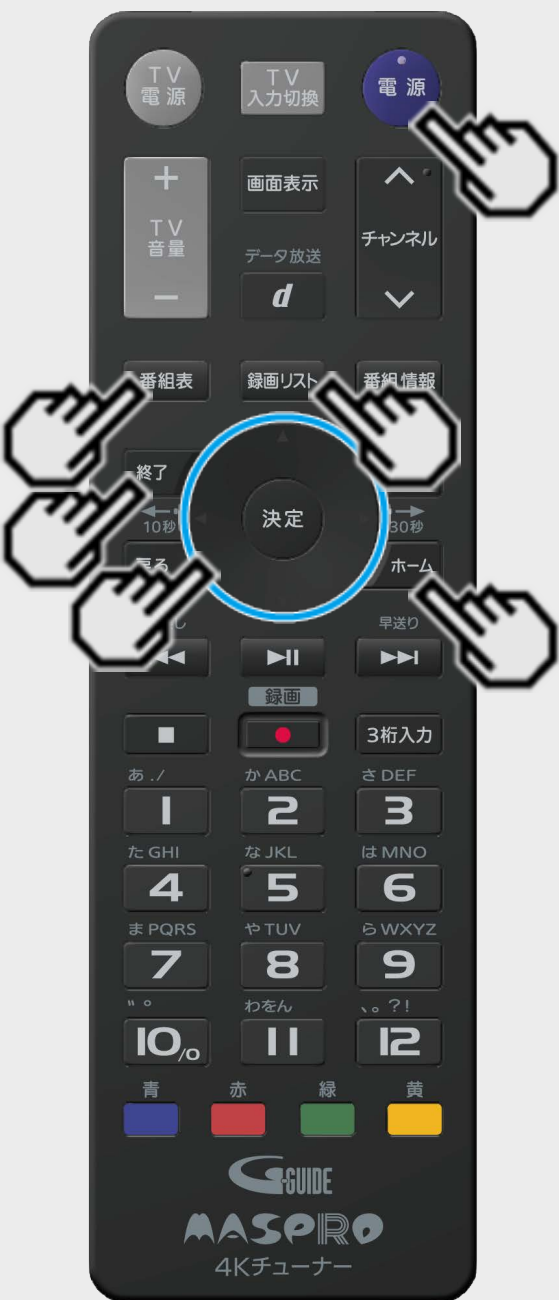 TV
電源
TV
入力切換
電源
+
TV
音量
−
画面表示
チャンネル
データ放送
d
番組表
録画リスト
番組情報
終了
10秒
決定
30秒
戻る
ホーム
早送り
録画
3桁入力
あ./
かABC
さDEF
1
2
3
たGHI
なJKL
はMNO
4
5
6
まPQRS
やTUV
らWXYZ
7
8
9
"°
わをん
、。?!
10/0
11
12
青
赤
緑
黄
G-GUIDE
MASPRO
4Kチューナー